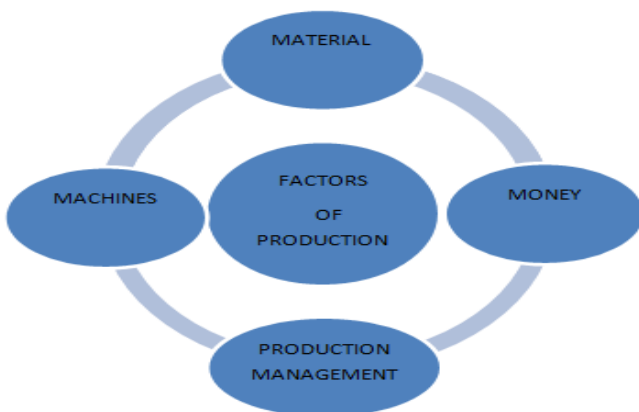 MATERIAL
MACHINES
FACTORS
OF
PRODUCTION
MONEY
PRODUCTION
MANAGEMENT